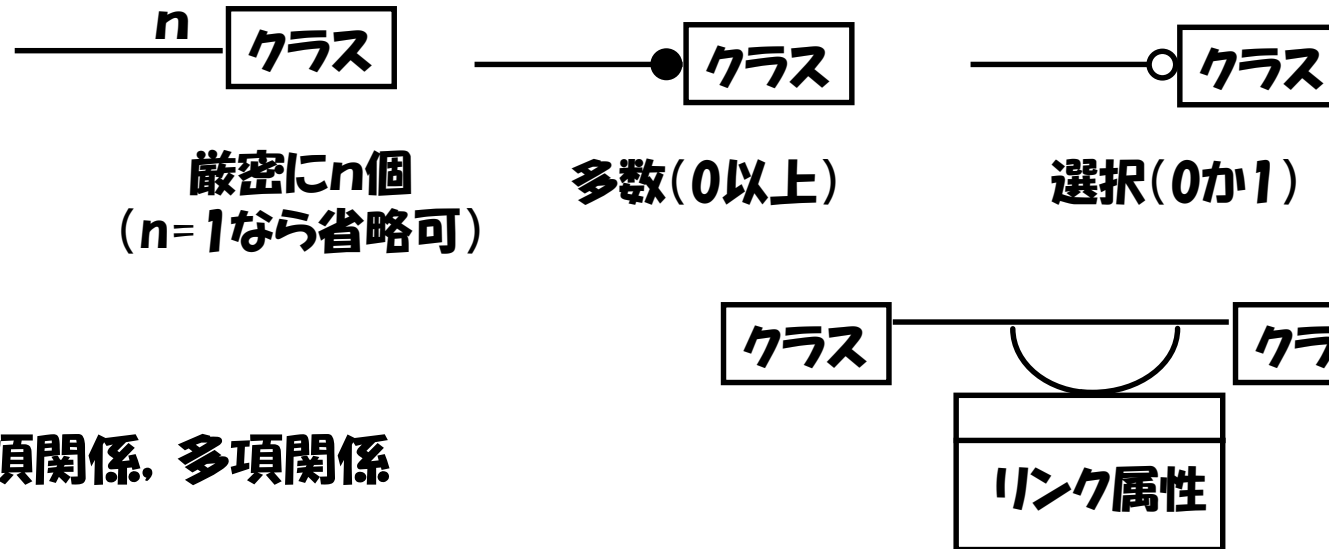 n
クラス
クラス
クラス
厳密にn個
(n=1なら省略可)
多数(0以上)
選択(0か1)
クラス
クラ
項関係, 多項関係
リンク属性